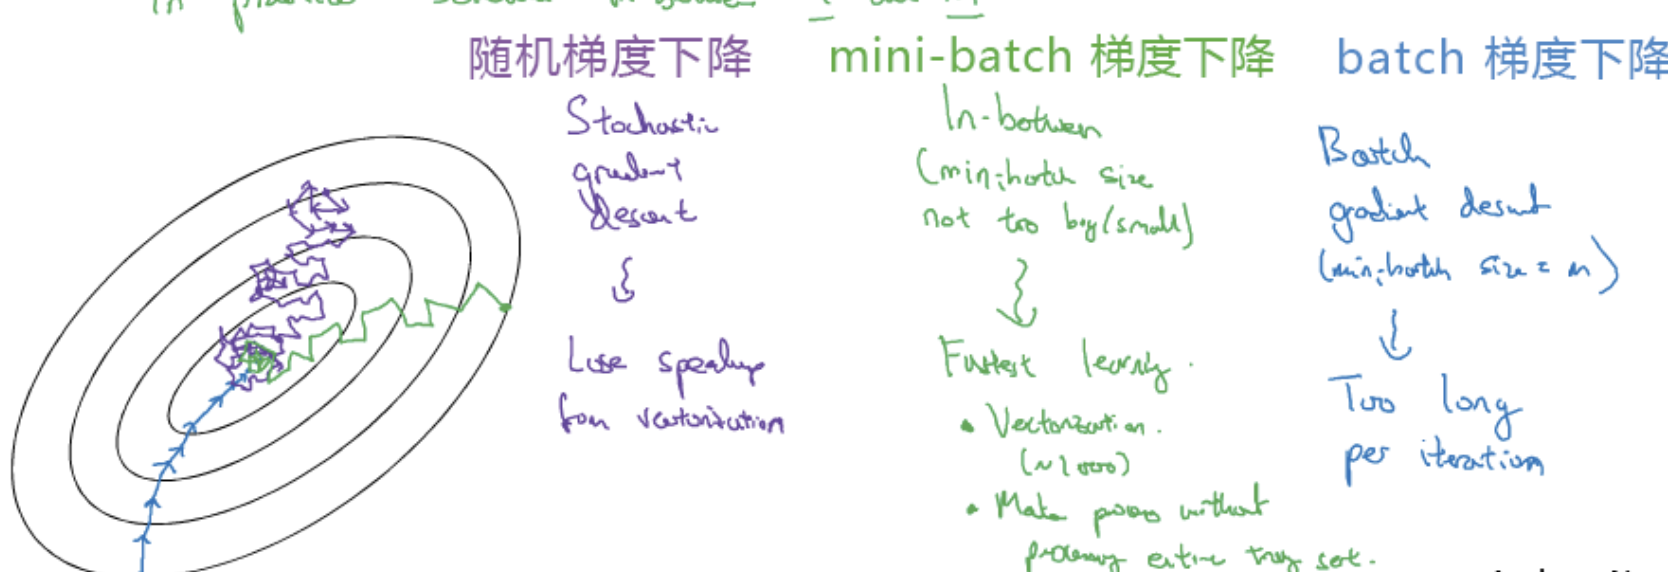 In practice
随机梯度下降
mini-batch 梯度下降
batch 梯度下降
Stochastic
gradient
descent
Lose speedup
from vectorization
In-between
(mini-batch size
not too big/small)
Fastest learning.
• Vectorization.
(~1000)
• Make progress without
processing entire training set.
Batch
gradient descent
(mini-batch size = m)
Too long
per iteration